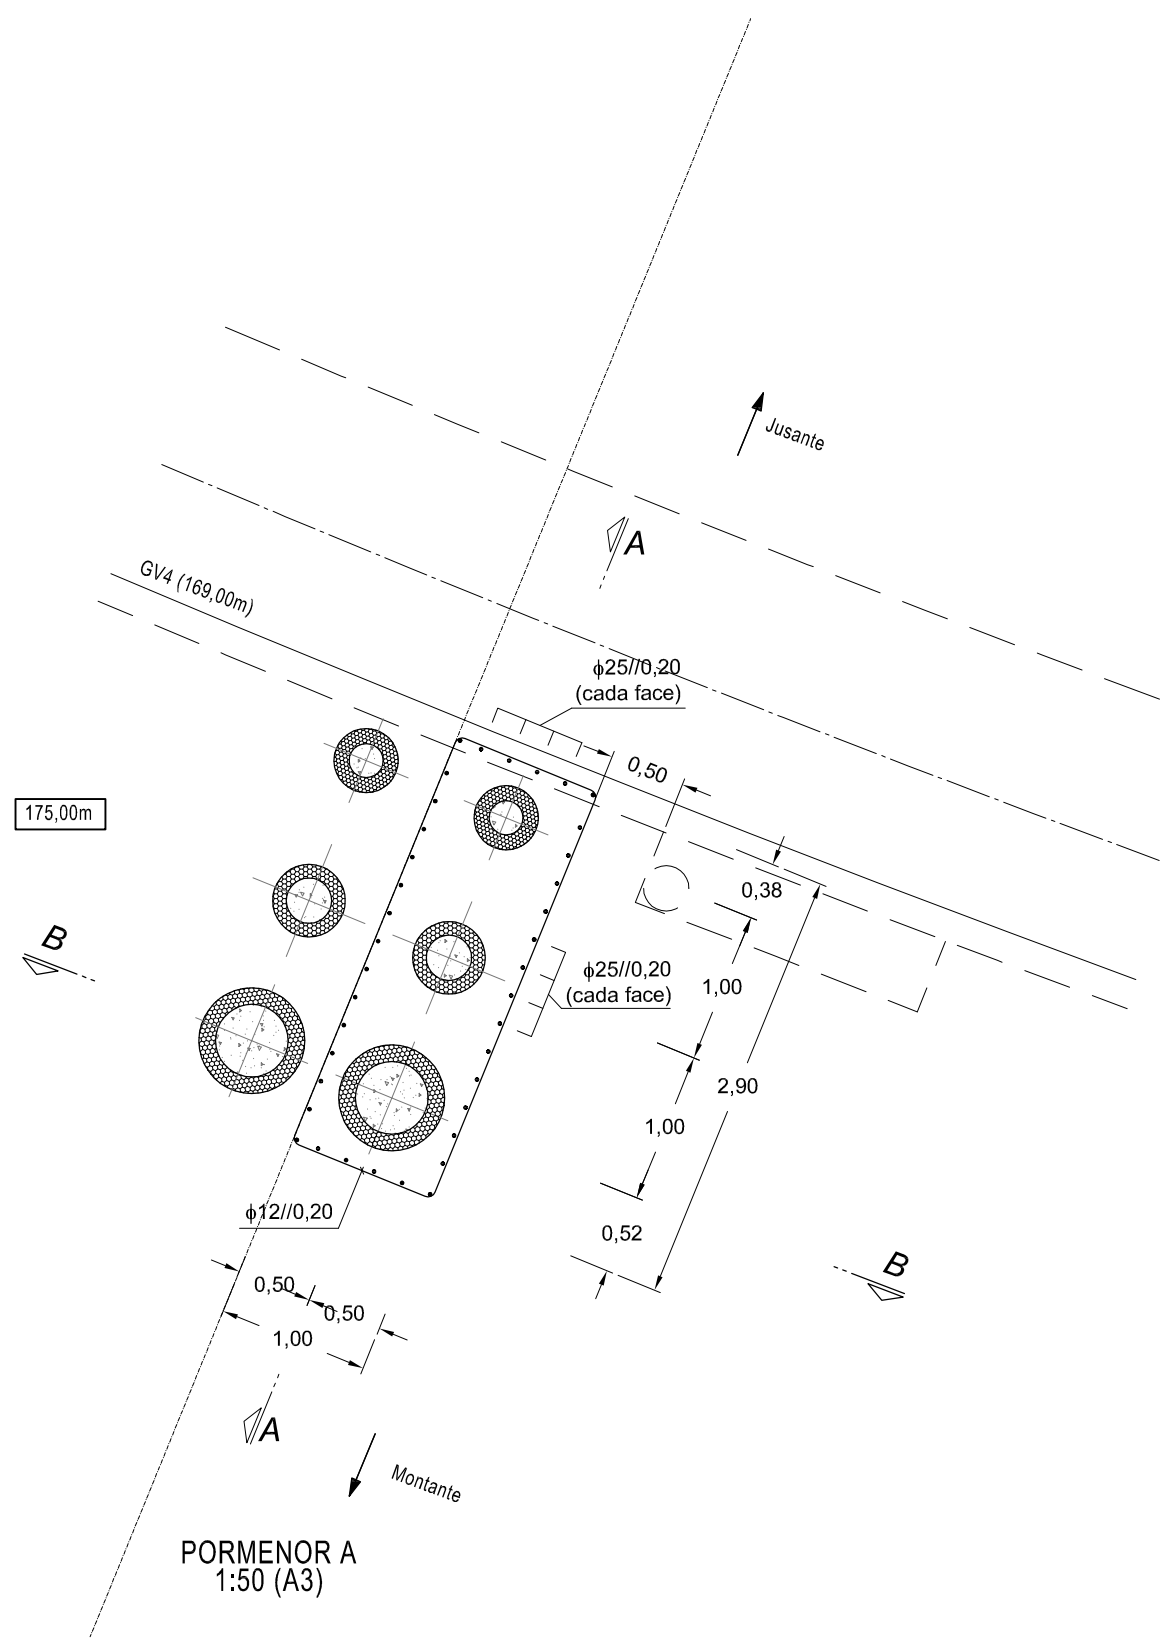 Jusante
A
GV4 (169,00m)
ϕ25//0,20
(cada face)
0,50
175,00m
0,38
B
ϕ25//0,20
(cada face)
1,00
2,90
1,00
ϕ12//0,20
0,52
B
0,50
0,50
1,00
A
Montante
PORMENOR A
1:50 (A3)